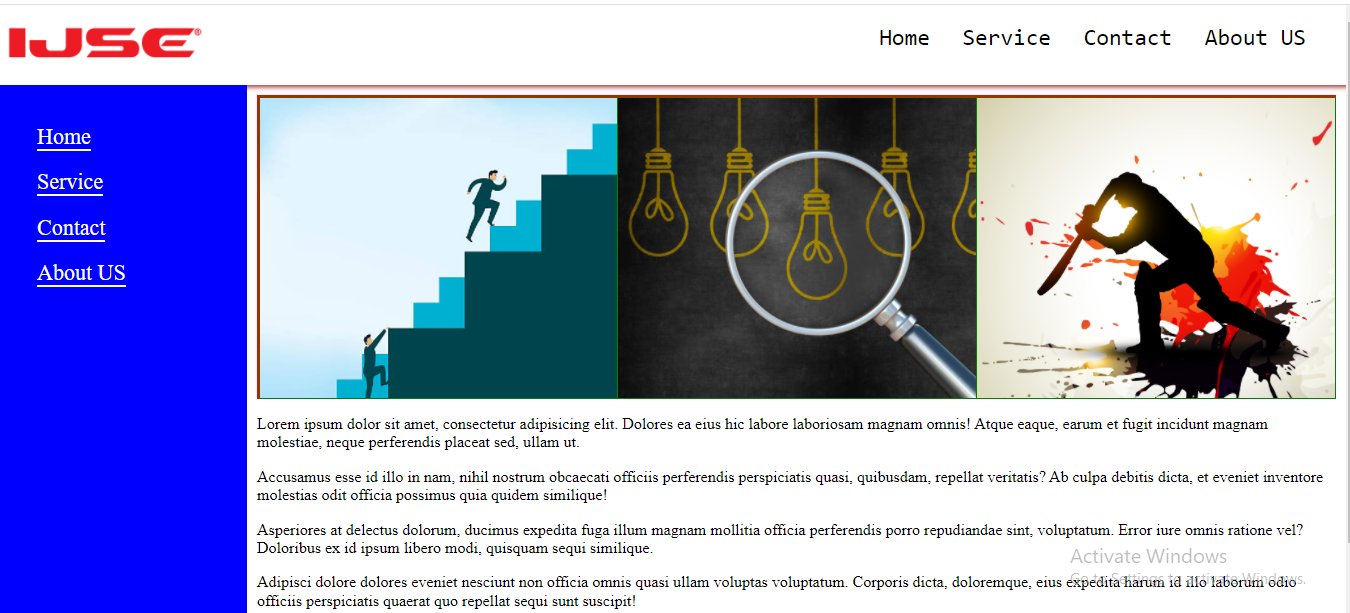 IJSE®
Home Service Contact About US
Home
Service
Contact
About US
Lorem ipsum dolor sit amet, consectetur adipisicing elit. Dolores ea eius hic labore laboriosam magnam omnis! Atque eaque, earum et fugit incidunt magnam
molestiae, neque perferendis placeat sed, ullam ut.
Accusamus esse id illo in nam, nihil nostrum obcaecati officiis perferendis perspiciatis quasi, quibusdam, repellat veritatis? Ab culpa debitis dicta, et eveniet inventore
molestias odit officia possimus quia quidem similique!
Asperiores at delectus dolorum, ducimus expedita fuga illum magnam mollitia officia perferendis porro repudiandae sint, voluptatum. Error iure omnis ratione vel?
Doloribus ex id ipsum libero modi, quisquam sequi similique.
Activate Windows
Go to Settings to activate Windows.
Adipisci dolore dolores eveniet nesciunt non officia omnis quasi ullam voluptas voluptatum. Corporis dicta, doloremque, eius expedita harum id illo laborum odio
officiis perspiciatis quaerat quo repellat sequi sunt suscipit!